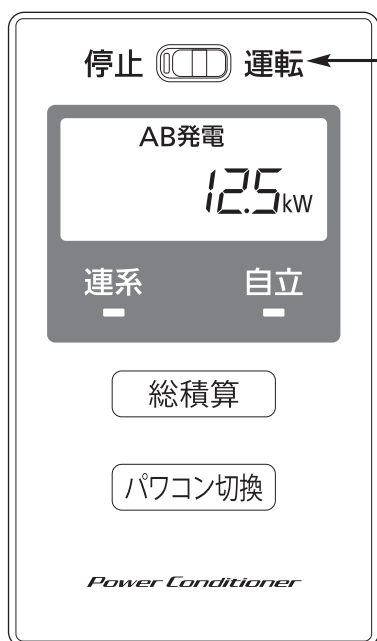 停止 運転
AB発電
12.5kW
連系 自立
総積算
パワコン切換
Power Conditioner